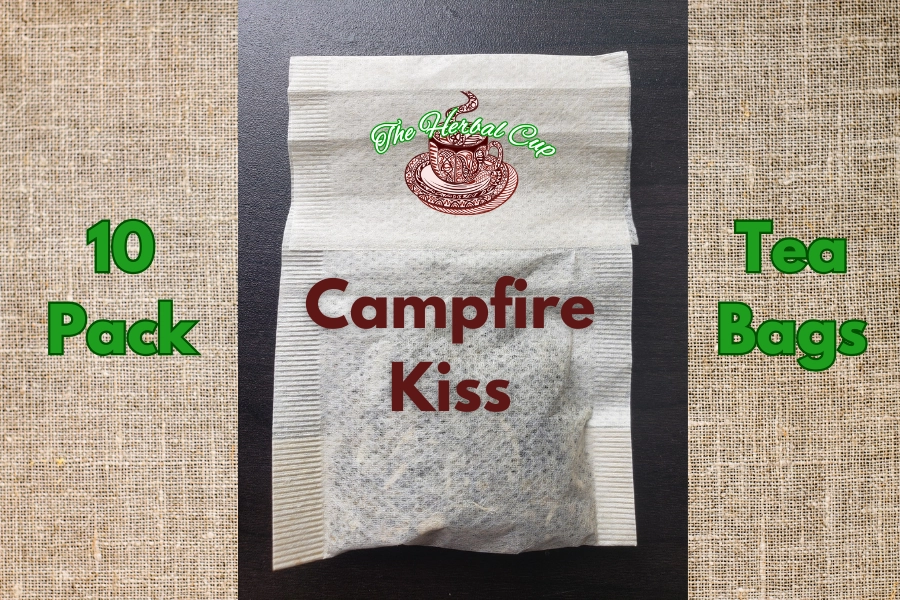 The Herbal Cup
10
Pack
Campfire
Kiss
Tea
Bags